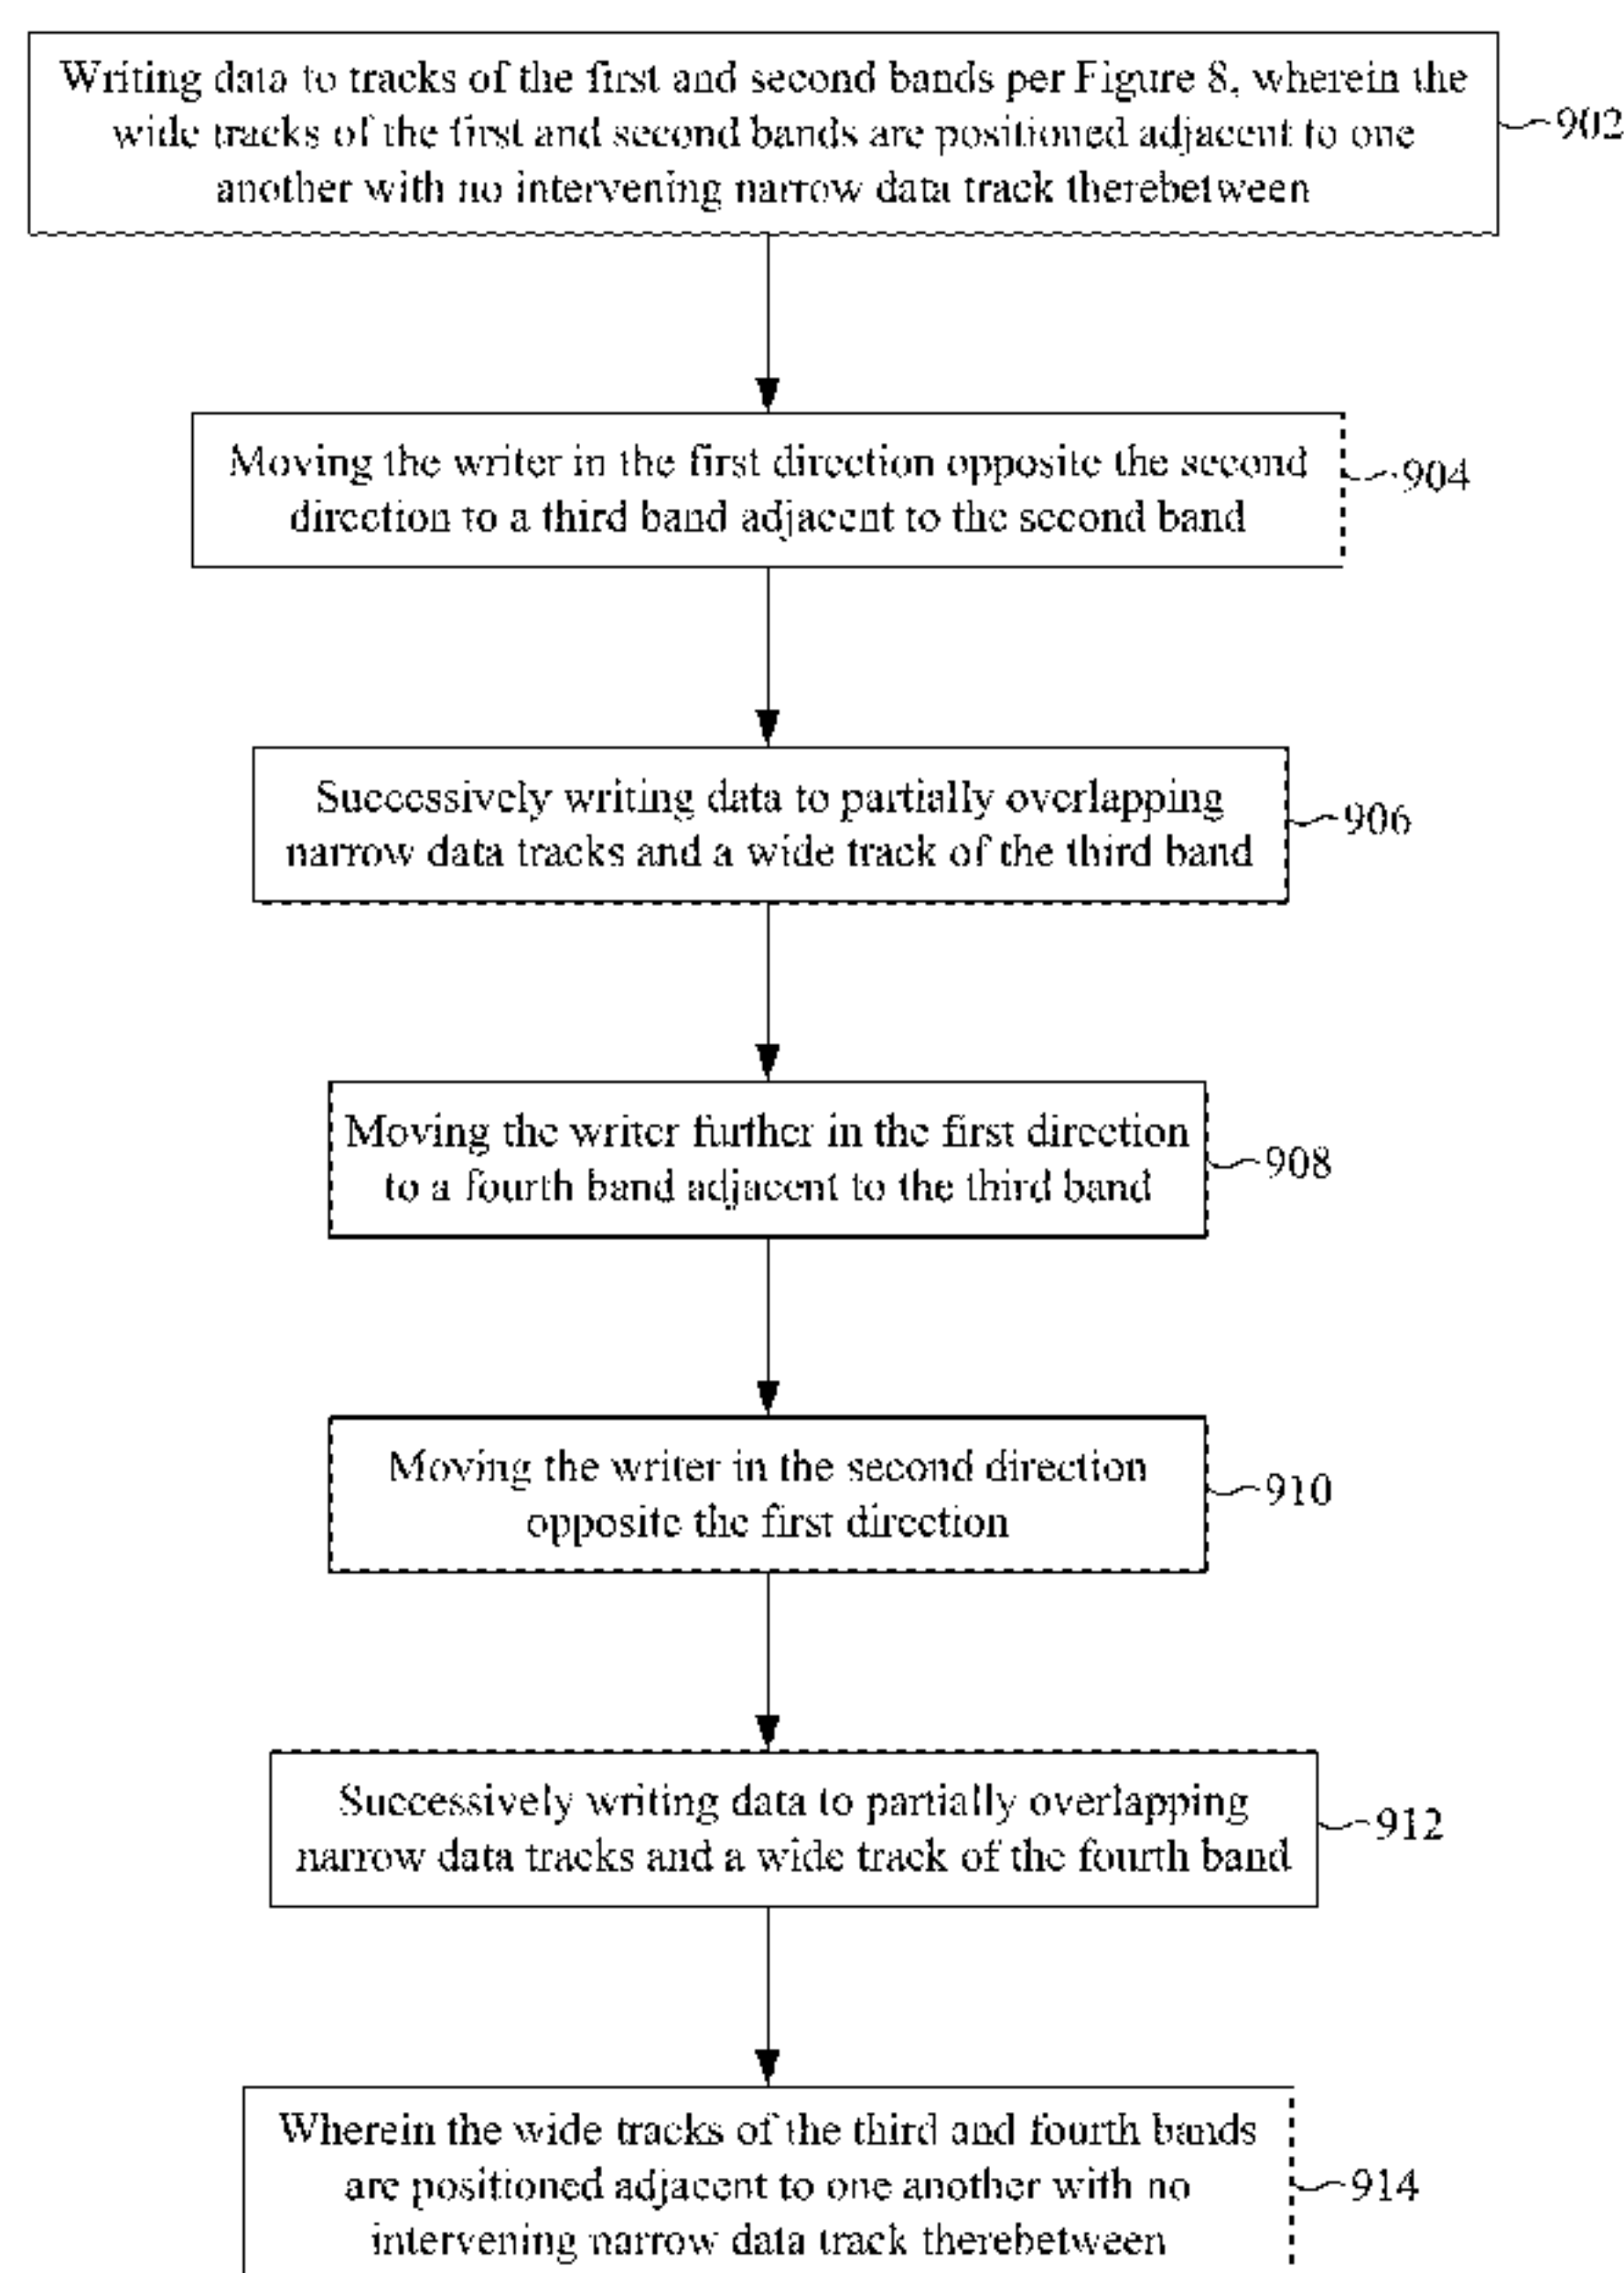 Writing data to tracks of the first and second bands per Figure 8, wherein the
wide tracks of the first and second bands are positioned adjacent to one
another with no intervening narrow data track therebetween
902
Moving the writer in the first direction opposite the second
direction to a third band adjacent to the second band
904
Successively writing data to partially overlapping
narrow data tracks and a wide track of the third band
906
Moving the writer further in the first direction
to a fourth band adjacent to the third band
908
Moving the writer in the second direction
opposite the first direction
910
Successively writing data to partially overlapping
narrow data tracks and a wide track of the fourth band
912
Wherein the wide tracks of the third and fourth bands
are positioned adjacent to one another with no
intervening narrow data track therebetween
914